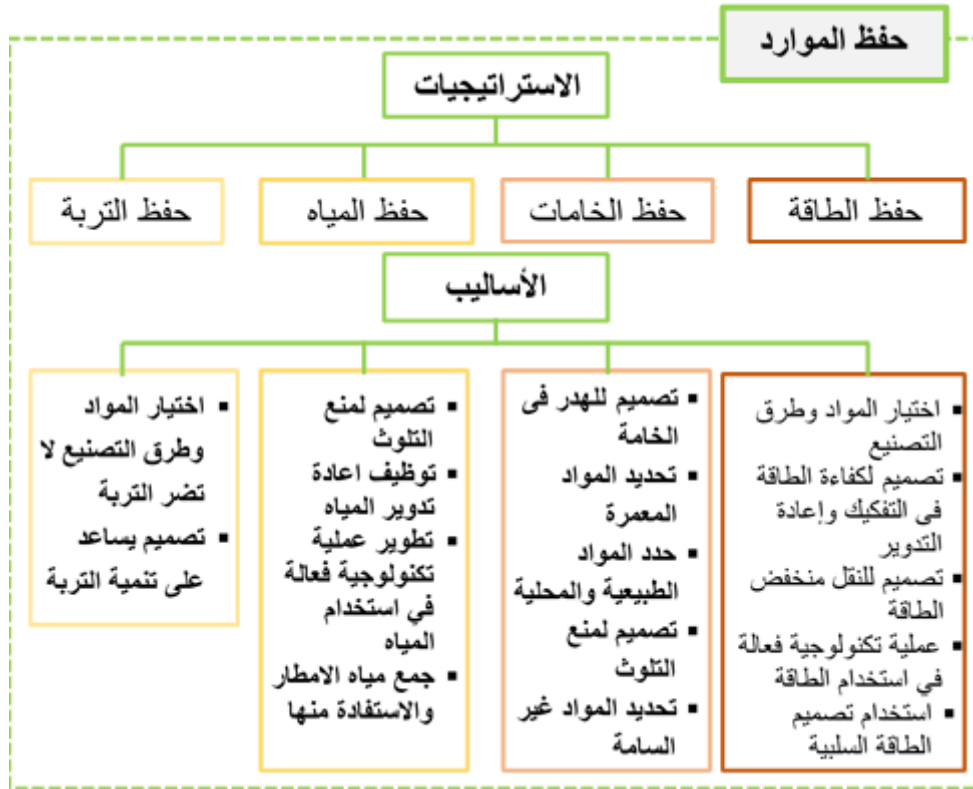 حفظ الموارد
الاستراتيجيات
حفظ الطاقة
حفظ الخامات
حفظ المياه
حفظ التربة
الأساليب
▪ اختيار المواد وطرق
التصنيع
▪ تصميم لكفاءة الطاقة
فى التفكيك وإعادة
التدوير
▪ تصميم للنقل منخفض
الطاقة
▪ عملية تكنولوجية فعالة
في استخدام الطاقة
▪ استخدام تصميم
الطاقة السلبية
▪ تصميم للهدر فى
الخامة
▪ تحديد المواد
المعمرة
▪ حدد المواد
الطبيعية والمحلية
▪ تصميم لمنع
التلوث
▪ تحديد المواد غير
السامة
▪ تصميم لمنع
التلوث
▪ توظيف اعادة
تدوير المياه
▪ تطوير عملية
تكنولوجية فعالة
في استخدام
المياه
▪ جمع مياه الامطار
والاستفادة منها
▪ اختيار المواد
وطرق التصنيع لا
تضر التربة
▪ تصميم يساعد
على تنمية التربة